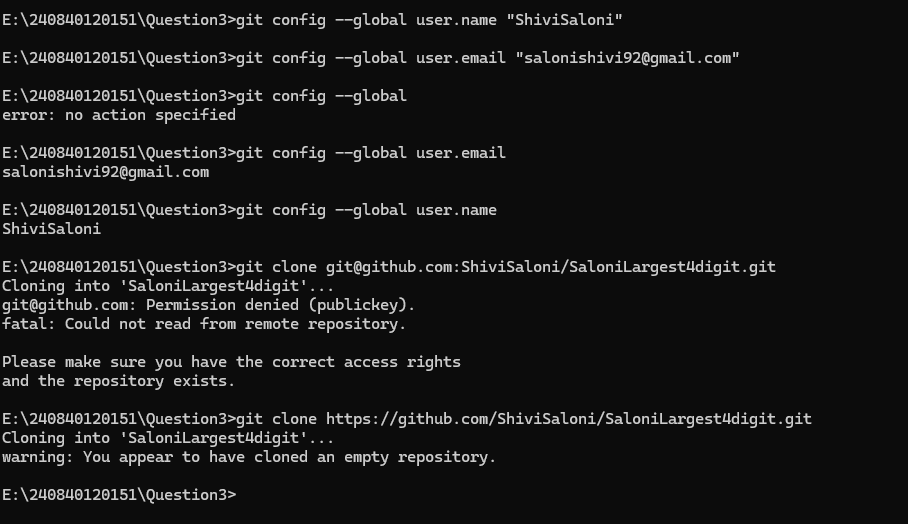 E:\240840120151\Question3>git config --global user.name "ShiviSaloni"
E:\240840120151\Question3>git config --global user.email "salonishivi92@gmail.com"
E:\240840120151\Question3>git config --global
error: no action specified
E:\240840120151\Question3>git config --global user.email
salonishivi92@gmail.com
E:\240840120151\Question3>git config --global user.name
ShiviSaloni
E:\240840120151\Question3>git clone git@github.com:ShiviSaloni/SaloniLargest4digit.git
Cloning into 'SaloniLargest4digit'...
git@github.com: Permission denied (publickey).
fatal: Could not read from remote repository.
Please make sure you have the correct access rights
and the repository exists.
E:\240840120151\Question3>git clone https://github.com/ShiviSaloni/SaloniLargest4digit.git
Cloning into 'SaloniLargest4digit'...
warning: You appear to have cloned an empty repository.
E:\240840120151\Question3>